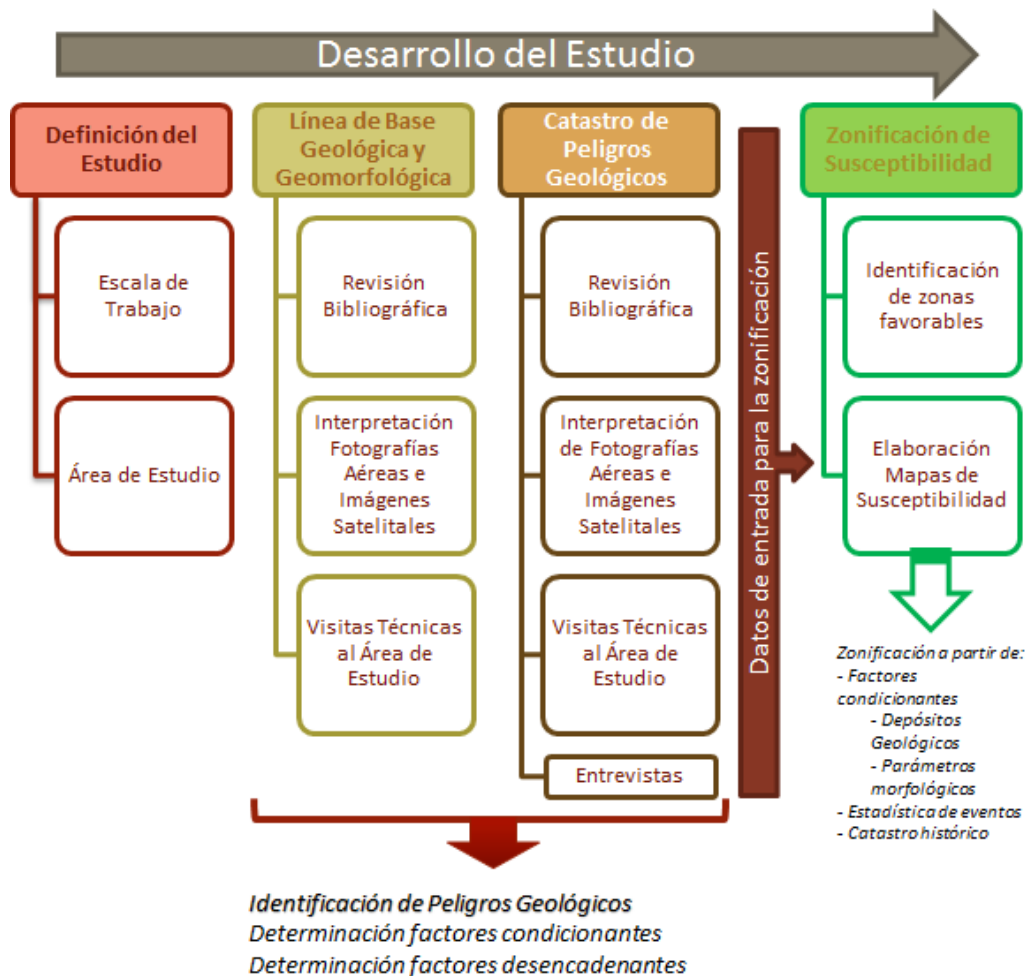 Desarrollo del Estudio
Definición del
Estudio
Escala de
Trabajo
Área de Estudio
Línea de Base
Geológica y
Geomorfológica
Revisión
Bibliográfica
Interpretación
Fotografías
Aéreas e
Imágenes
Satelitales
Visitas Técnicas
al Área de
Estudio
Catastro de
Peligros
Geológicos
Revisión
Bibliográfica
Interpretación
de Fotografías
Aéreas e
Imágenes
Satelitales
Visitas Técnicas
al Área de
Estudio
Entrevistas
Identificación de Peligros Geológicos
Determinación factores condicionantes
Determinación factores desencadenantes
Datos de entrada para la zonificación
Zonificación de
Susceptibilidad
Identificación
de zonas
favorables
Elaboración
Mapas de
Susceptibilidad
Zonificación a partir de:
- Factores
condicionantes
- Depósitos
Geológicos
- Parámetros
morfológicos
- Estadística de eventos
- Catastro histórico